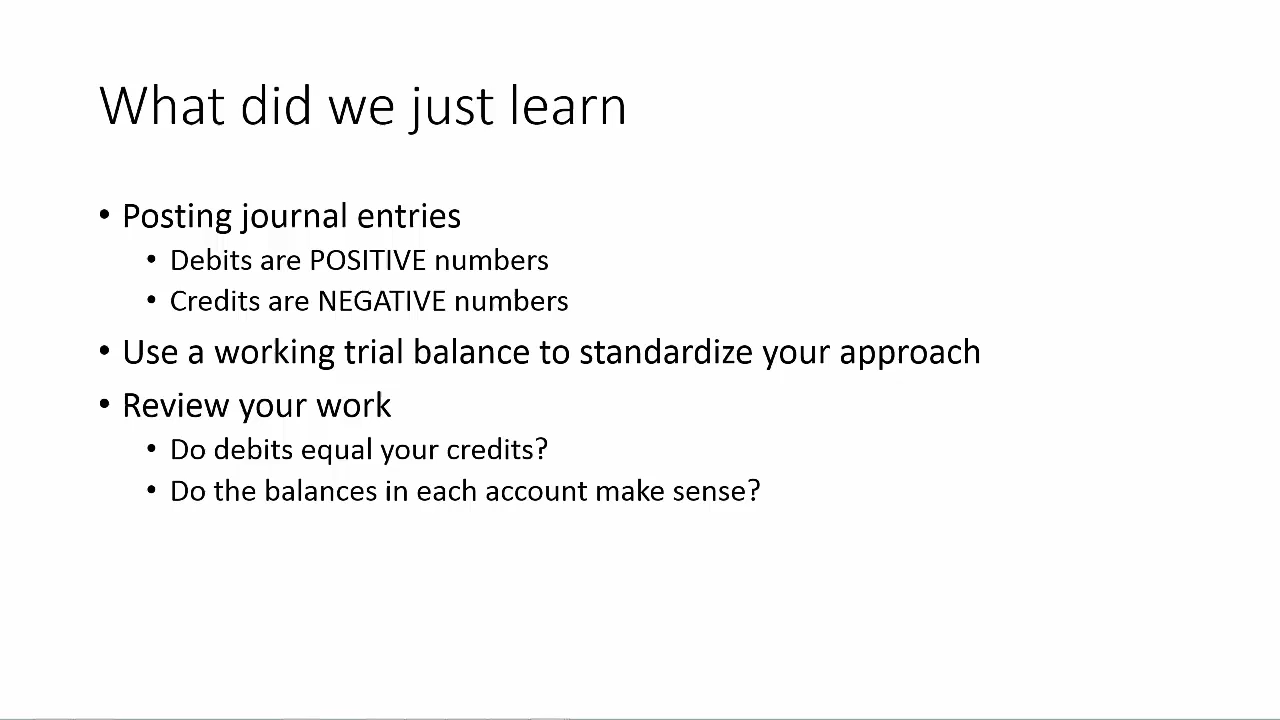 What did we just learn
• Posting journal entries
• Debits are POSITIVE numbers
• Credits are NEGATIVE numbers
• Use a working trial balance to standardize your approach
• Review your work
• Do debits equal your credits?
• Do the balances in each account make sense?